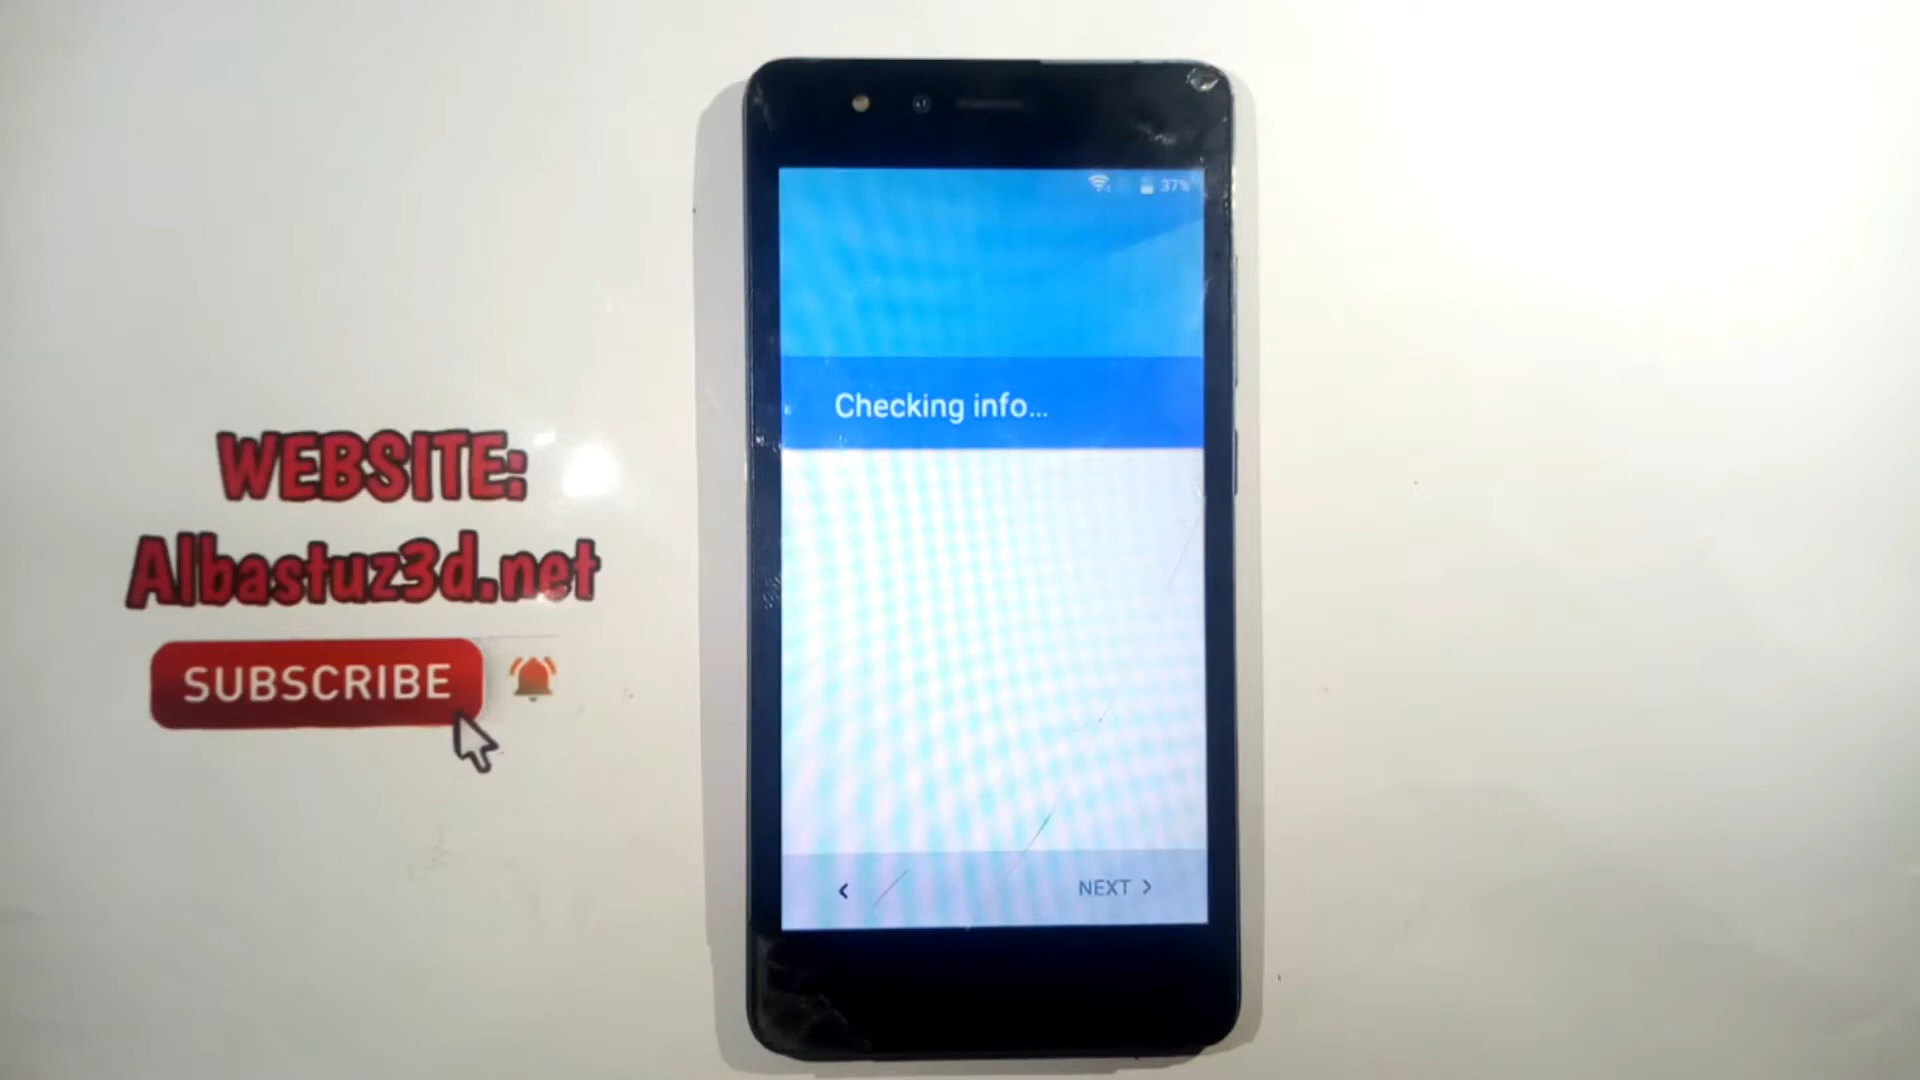 37%
Checking info...
WEBSITE:
Albastuz3d.net
SUBSCRIBE
NEXT